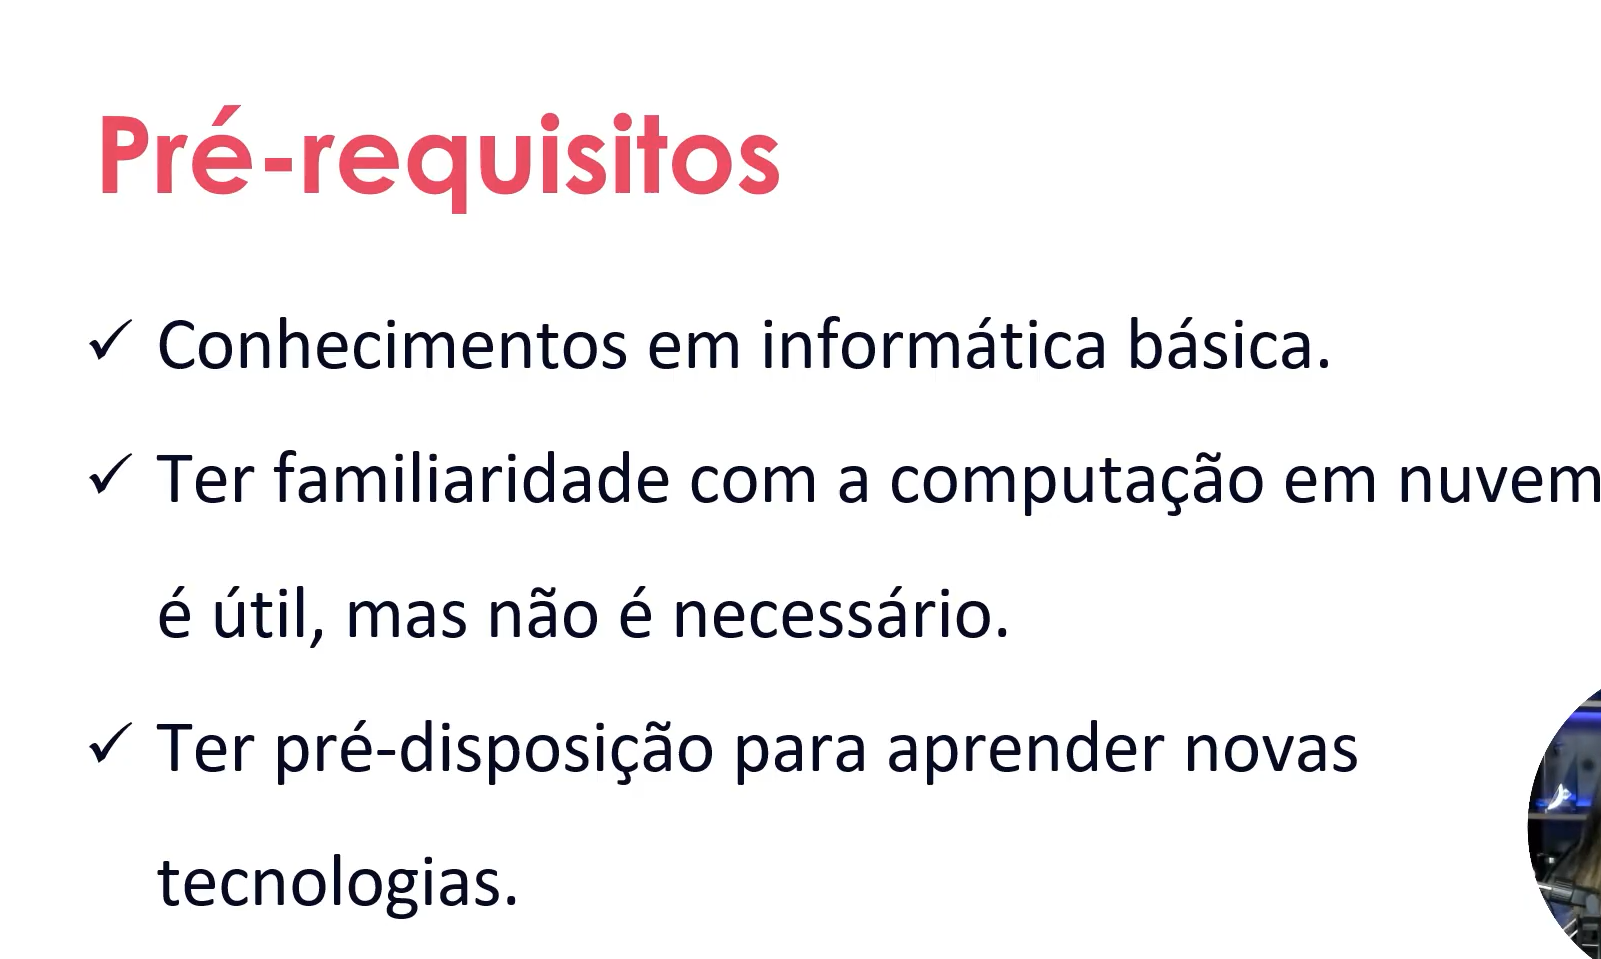 Pré-requisitos
Conhecimentos em informática básica.
Ter familiaridade com a computação em nuvem
é útil, mas não é necessário.
Ter pré-disposição para aprender novas
tecnologias.